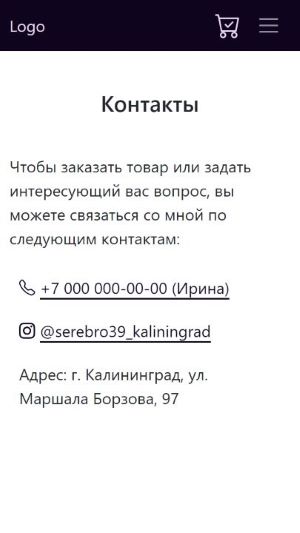 Logo
Контакты
Чтобы заказать товар или задать
интересующий вас вопрос, вы
можете связаться со мной по
следующим контактам:
+7 000 000-00-00 (Ирина)
@serebro39_kaliningrad
Адрес: г. Калининград, ул.
Маршала Борзова, 97